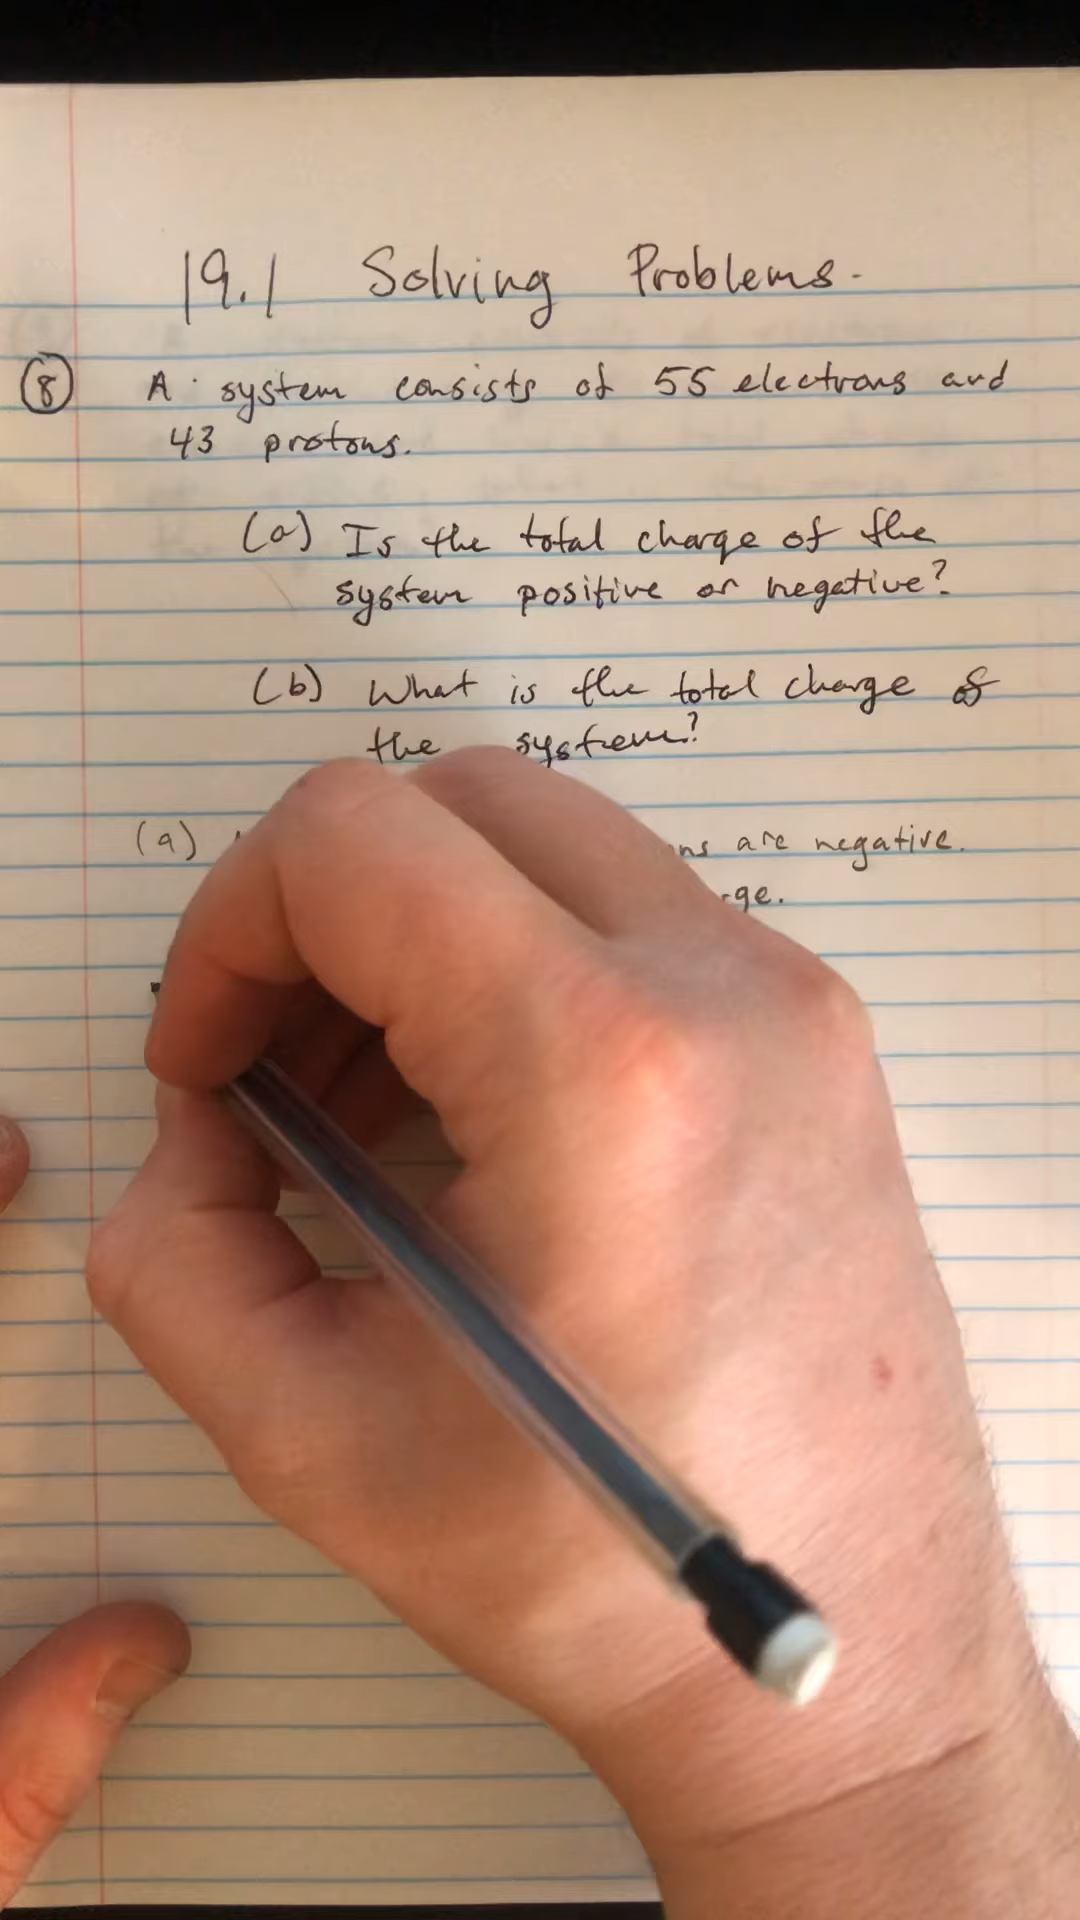 19.1 Solving Problems.
8 A system consists of 55 electrons and
43 protons.
(a) Is the total charge of the
system positive or negative?
(b) What is the total charge of
the system?
(a) are negative.